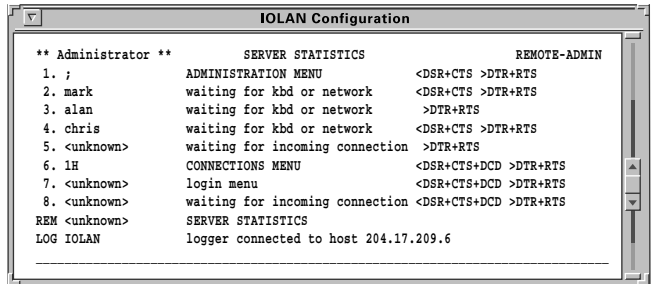 IOLAN Configuration
** Administrator ** SERVER STATISTICS REMOTE-ADMIN
1. ; ADMINISTRATION MENU <DSR+CTS >DTR+RTS
2. mark waiting for kbd or network <DSR+CTS >DTR+RTS
3. alan waiting for kbd or network >DTR+RTS
4. chris waiting for kbd or network <DSR+CTS >DTR+RTS
5. <unknown> waiting for incoming connection >DTR+RTS
6. 1H CONNECTIONS MENU <DSR+CTS+DCD >DTR+RTS
7. <unknown> login menu <DSR+CTS+DCD >DTR+RTS
8. <unknown> waiting for incoming connection <DSR+CTS+DCD >DTR+RTS
REM <unknown> SERVER STATISTICS
LOG IOLAN logger connected to host 204.17.209.6